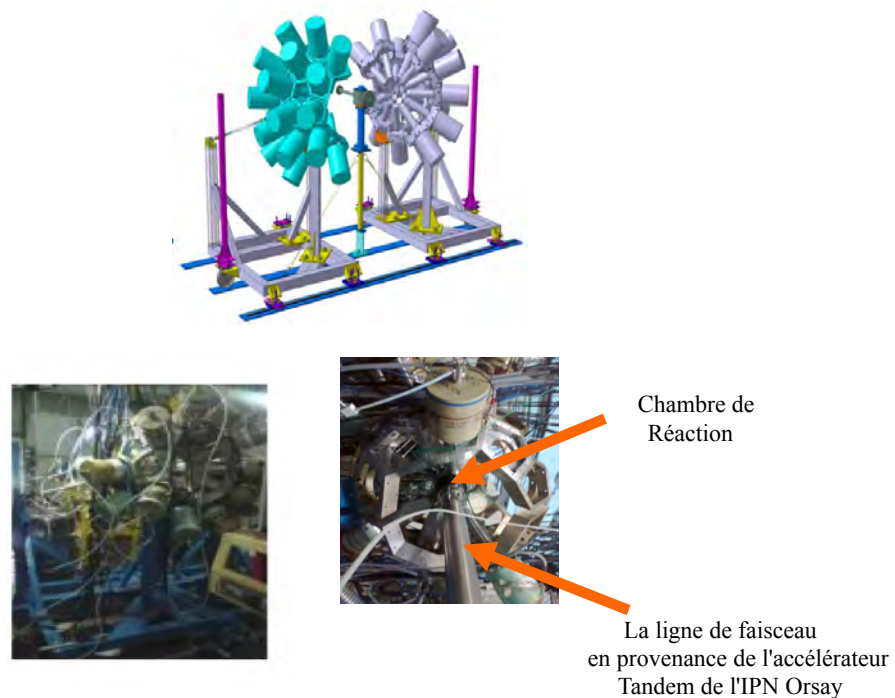 Chambre de
Réaction
La ligne de faisceau
en provenance de l'accélérateur
Tandem de l'IPN Orsay